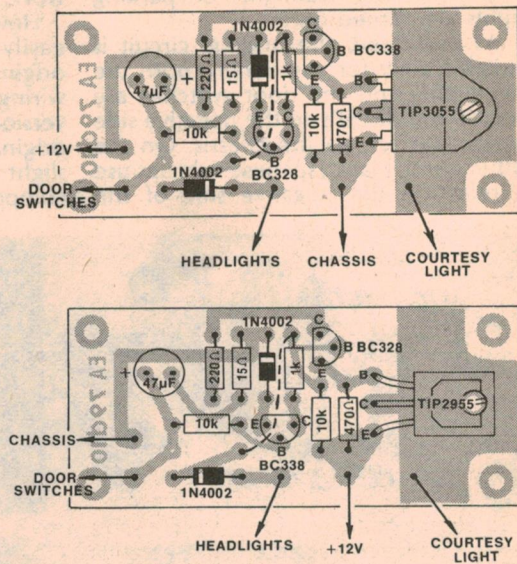 1N4002
C
B BC338
E
47µF +
220Ω
15Ω
1k
B
C
E
TIP3055
10k
E
C
B
BC328
10k
470Ω
EA
+12V
1N4002
DOOR
SWITCHES
HEADLIGHTS
CHASSIS
COURTESY
LIGHT
1N4002
C
B BC328
E
+
47µF
220Ω
15Ω
1k
B
C
E
TIP2955
10k
E
C
B
BC338
10k
470Ω
EA
CHASSIS
DOOR
SWITCHES
1N4002
HEADLIGHTS
+12V
COURTESY
LIGHT